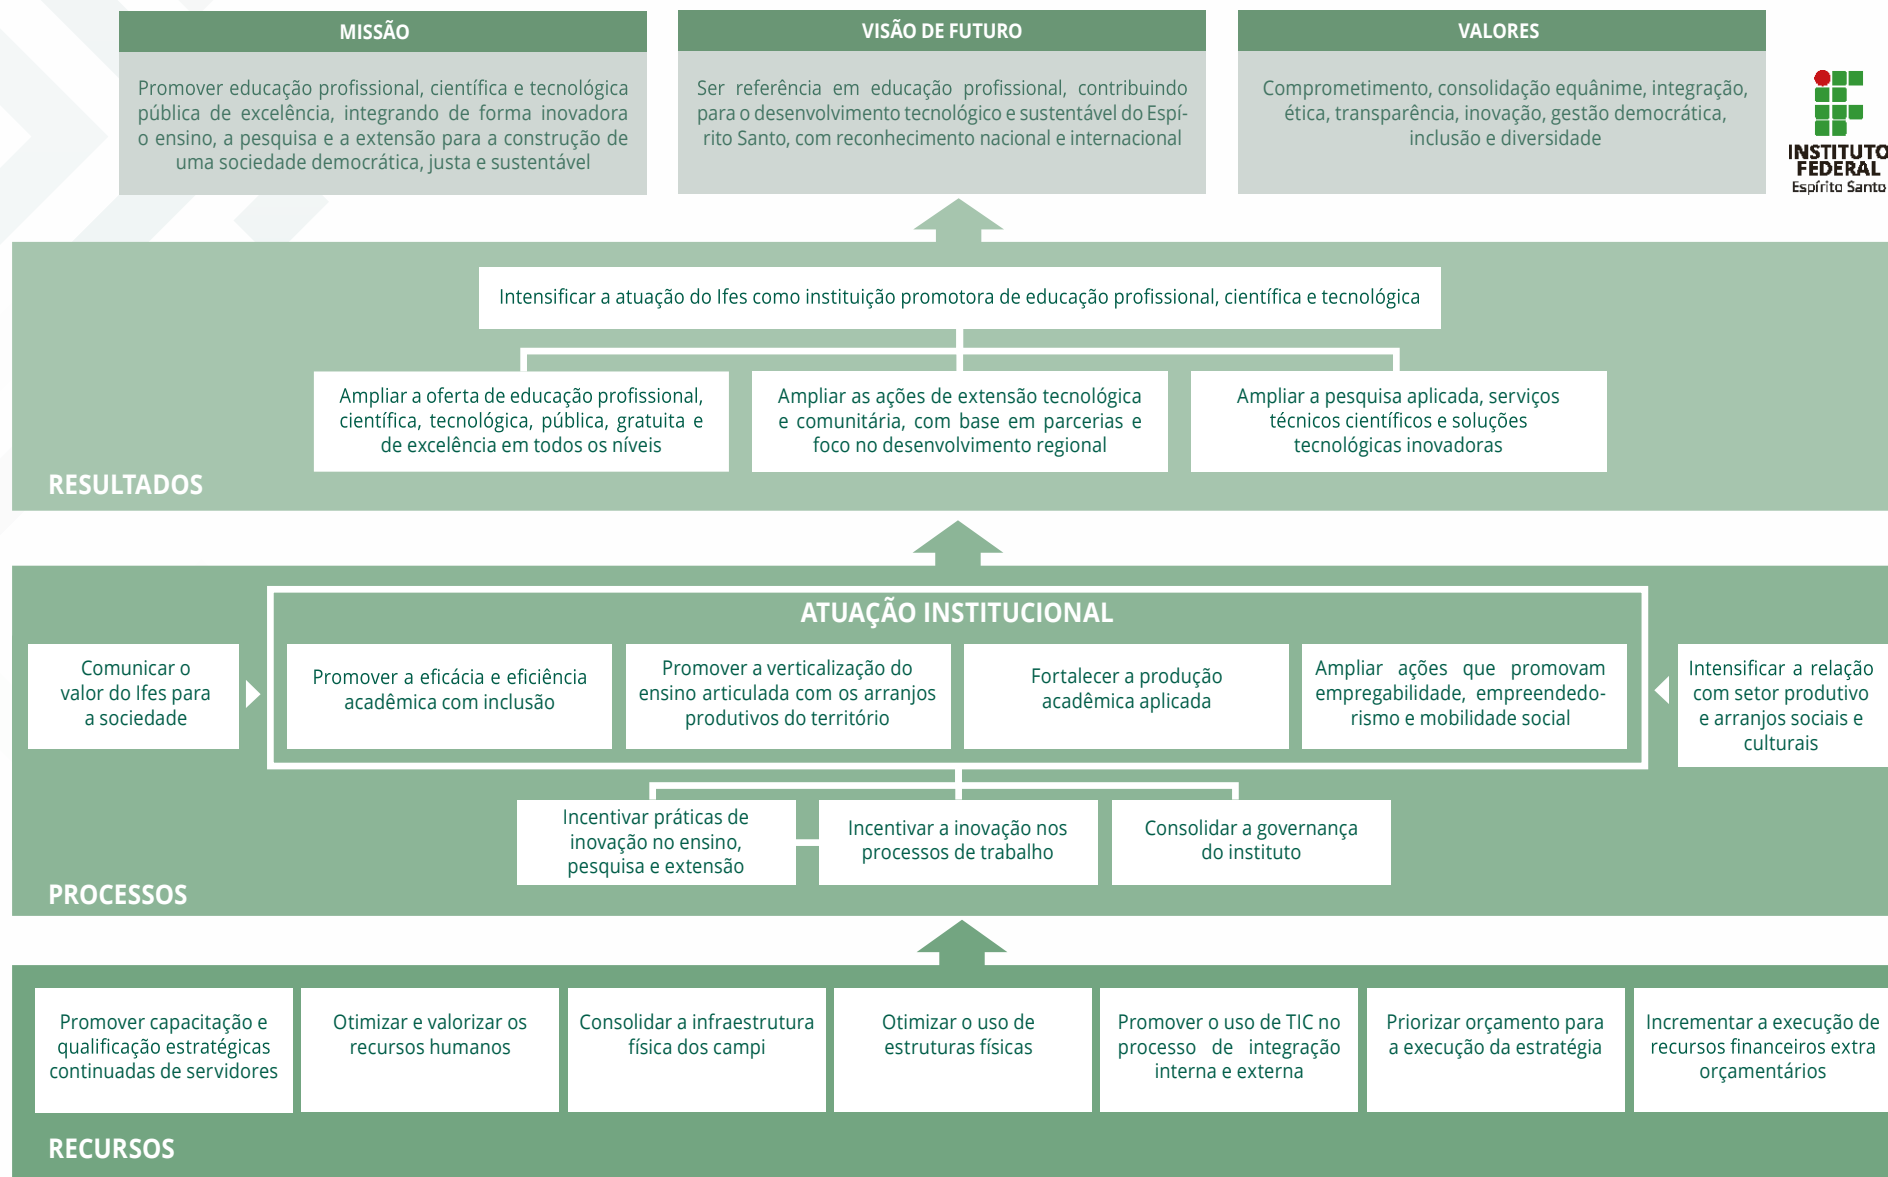 MISSÃO
Promover educação profissional, científica e tecnológica
pública de excelência, integrando de forma inovadora
o ensino, a pesquisa e a extensão para a construção de
uma sociedade democrática, justa e sustentável
VISÃO DE FUTURO
Ser referência em educação profissional, contribuindo
para o desenvolvimento tecnológico e sustentável do Espí-
rito Santo, com reconhecimento nacional e internacional
VALORES
Comprometimento, consolidação equânime, integração,
ética, transparência, inovação, gestão democrática,
inclusão e diversidade
INSTITUTO
FEDERAL
Espírito Santo
Intensificar a atuação do Ifes como instituição promotora de educação profissional, científica e tecnológica
Ampliar a oferta de educação profissional,
científica, tecnológica, pública, gratuita e
de excelência em todos os níveis
Ampliar as ações de extensão tecnológica
e comunitária, com base em parcerias e
foco no desenvolvimento regional
Ampliar a pesquisa aplicada, serviços
técnicos científicos e soluções
tecnológicas inovadoras
RESULTADOS
ATUAÇÃO INSTITUCIONAL
Comunicar o
valor do Ifes para
a sociedade
Promover a eficácia e eficiência
acadêmica com inclusão
Promover a verticalização do
ensino articulada com os arranjos
produtivos do território
Fortalecer a produção
acadêmica aplicada
Ampliar ações que promovam
empregabilidade, empreendedo-
rismo e mobilidade social
Intensificar a relação
com setor produtivo
e arranjos sociais e
culturais
Incentivar práticas de
inovação no ensino,
pesquisa e extensão
Incentivar a inovação nos
processos de trabalho
Consolidar a governança
do instituto
PROCESSOS
Promover capacitação e
qualificação estratégicas
continuadas de servidores
Otimizar e valorizar os
recursos humanos
Consolidar a infraestrutura
física dos campi
Otimizar o uso de
estruturas físicas
Promover o uso de TIC no
processo de integração
interna e externa
Priorizar orçamento para
a execução da estratégia
Incrementar a execução de
recursos financeiros extra
orçamentários
RECURSOS